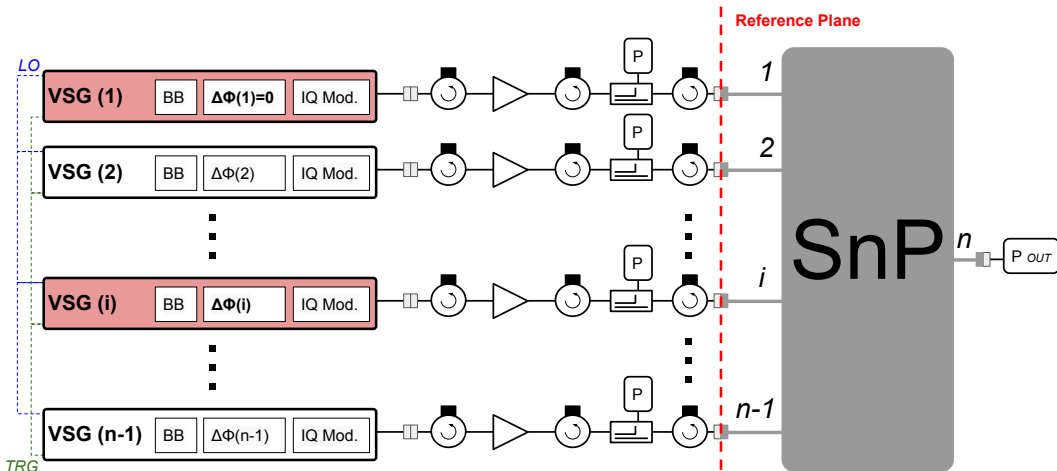 Reference Plane
LO
P
1
VSG (1) BB ΔΦ(1)=0 IQ Mod.
P
2
VSG (2) BB ΔΦ(2) IQ Mod.
SnP
n
P OUT
P
i
VSG (i) BB ΔΦ(i) IQ Mod.
P
n-1
VSG (n-1) BB ΔΦ(n-1) IQ Mod.
TRG